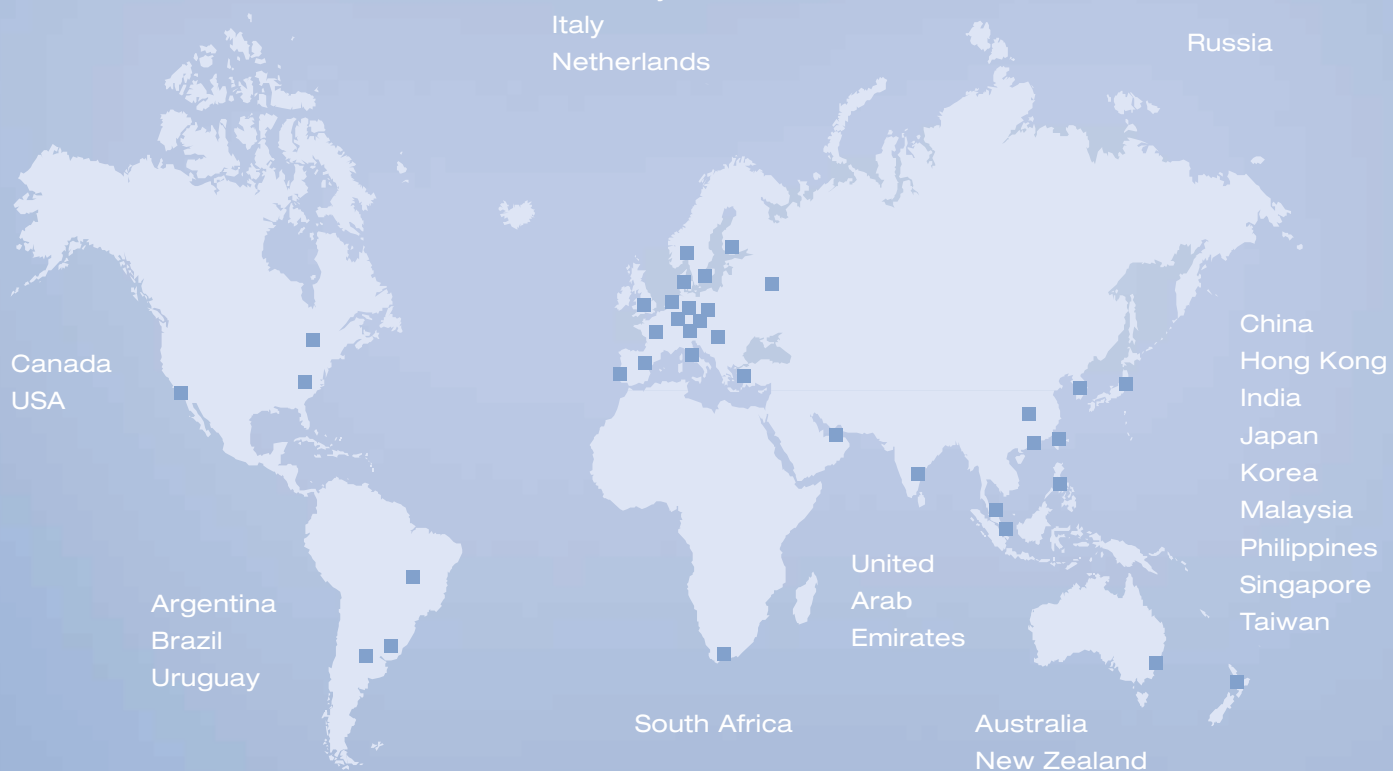 Italy
Netherlands
Russia
Canada
USA
China
Hong Kong
India
Japan
Korea
Malaysia
Philippines
Singapore
Taiwan
United
Arab
Emirates
Argentina
Brazil
Uruguay
South Africa
Australia
New Zealand